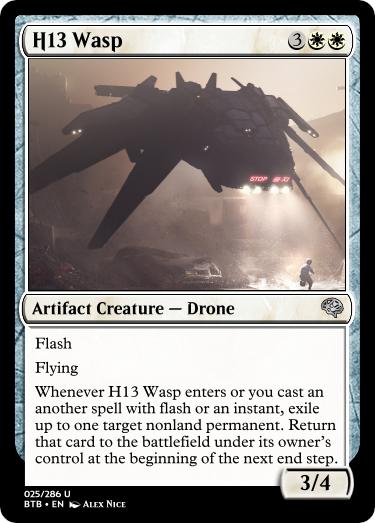 H13 Wasp 3
STOP
Artifact Creature — Drone
Flash
Flying
Whenever H13 Wasp enters or you cast an
another spell with flash or an instant, exile
up to one target nonland permanent. Return
that card to the battlefield under its owner's
control at the beginning of the next end step.
3/4
025/286 U
BTB • EN Alex Nice